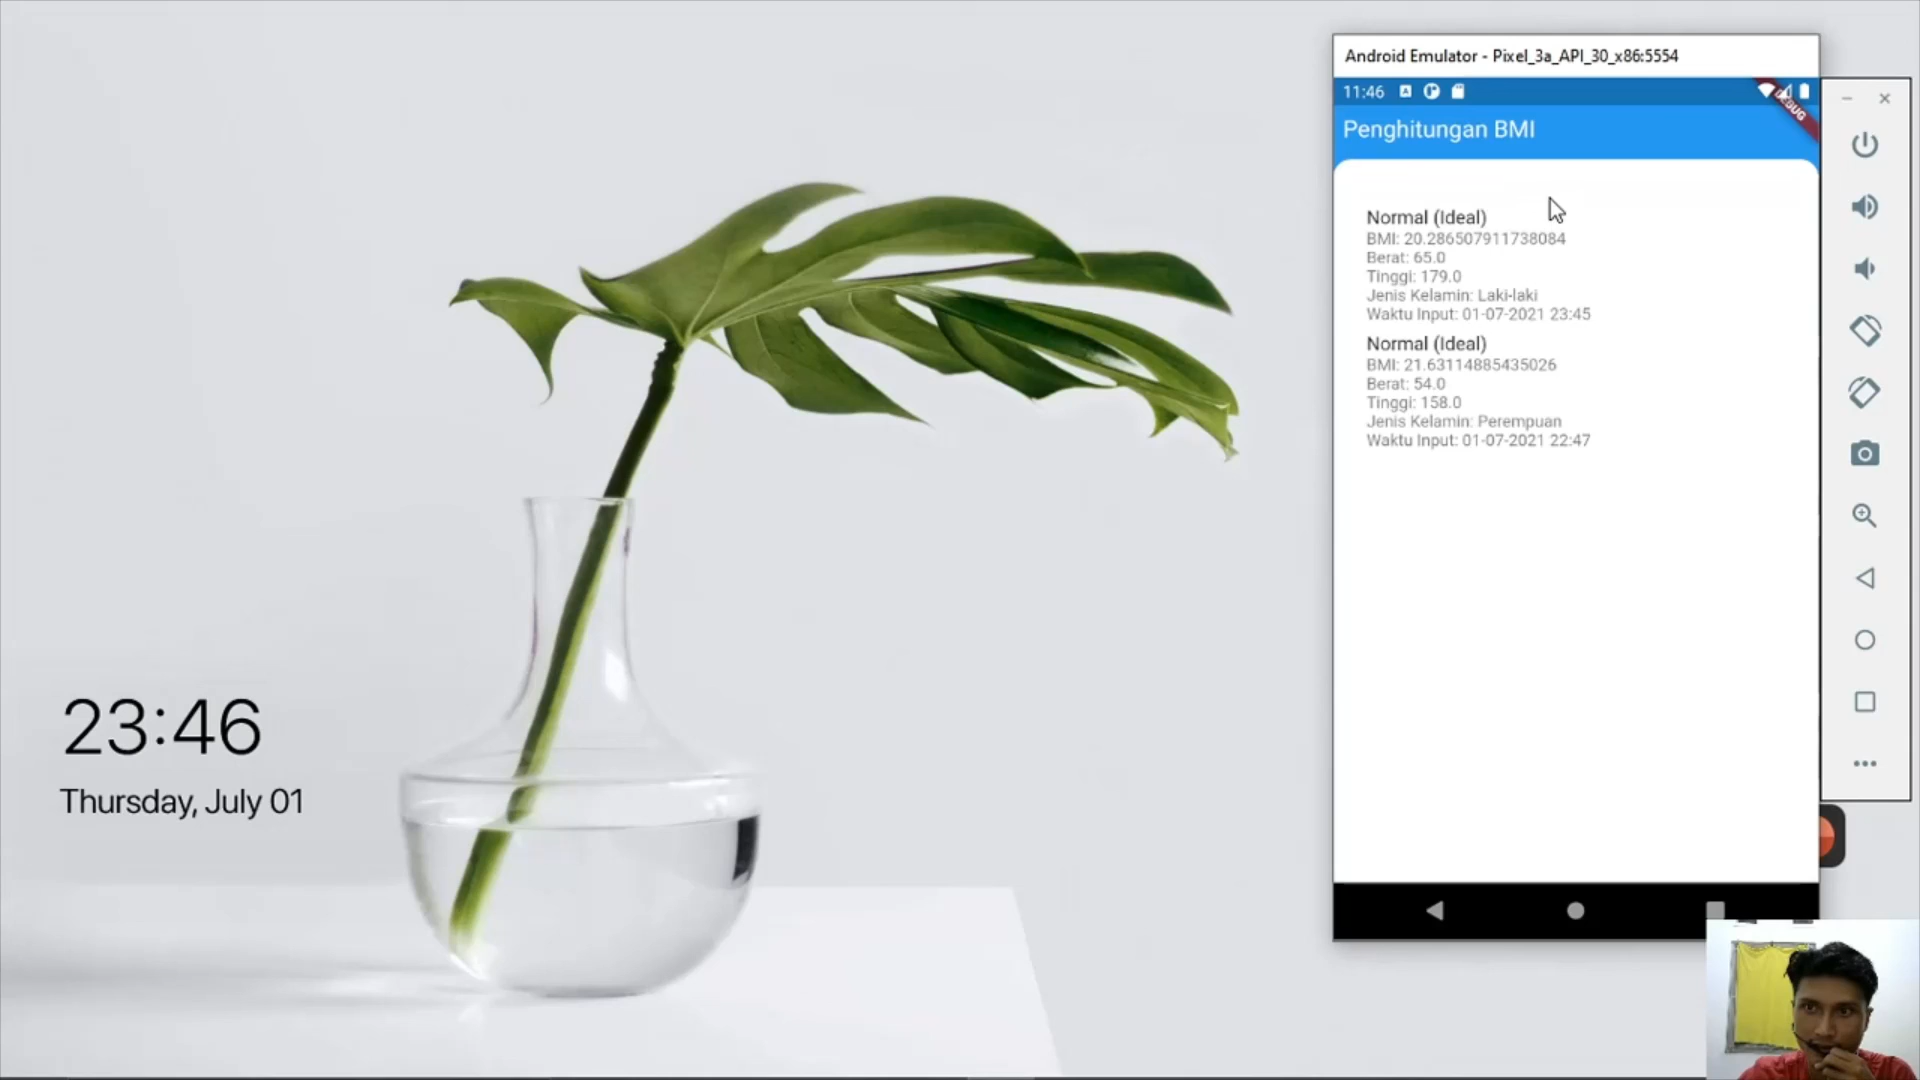 Android Emulator - Pixel_3a_API_30_x86:5554
11:46
DEBUG
Penghitungan BMI
Normal (Ideal)
BMI: 20.286507911738084
Berat: 65.0
Tinggi: 179.0
Jenis Kelamin: Laki-laki
Waktu Input: 01-07-2021 23:45
Normal (Ideal)
BMI: 21.63114885435026
Berat: 54.0
Tinggi: 158.0
Jenis Kelamin: Perempuan
Waktu Input: 01-07-2021 22:47
23:46
Thursday, July 01